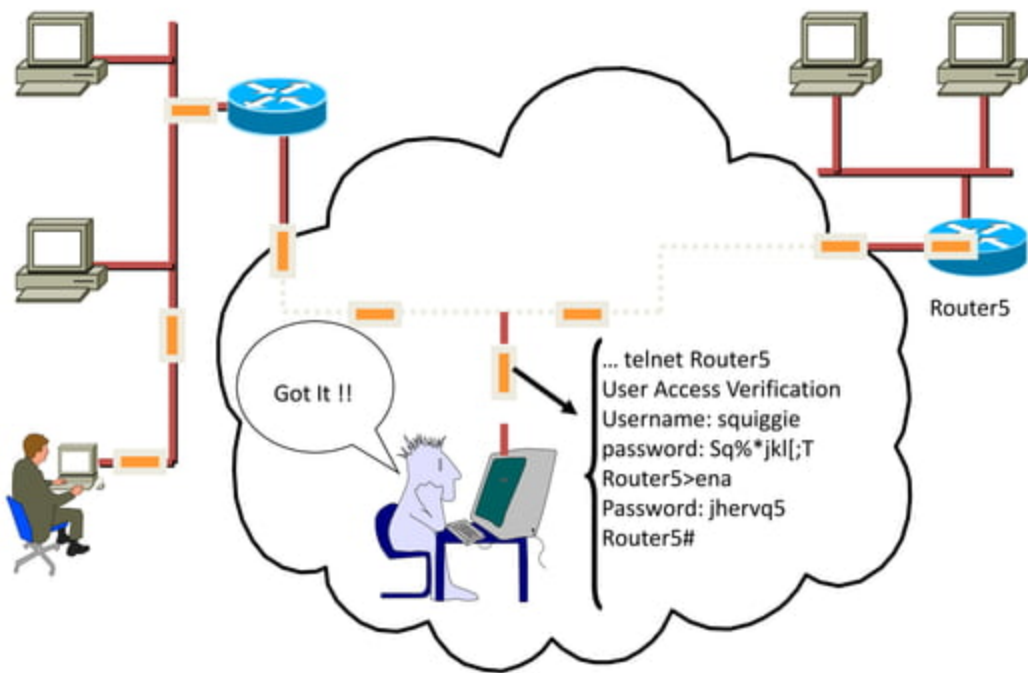 Router5
Got It !!
... telnet Router5
User Access Verification
Username: squiggie
password: Sq%*jkl[;T
Router5>ena
Password: jhervq5
Router5#